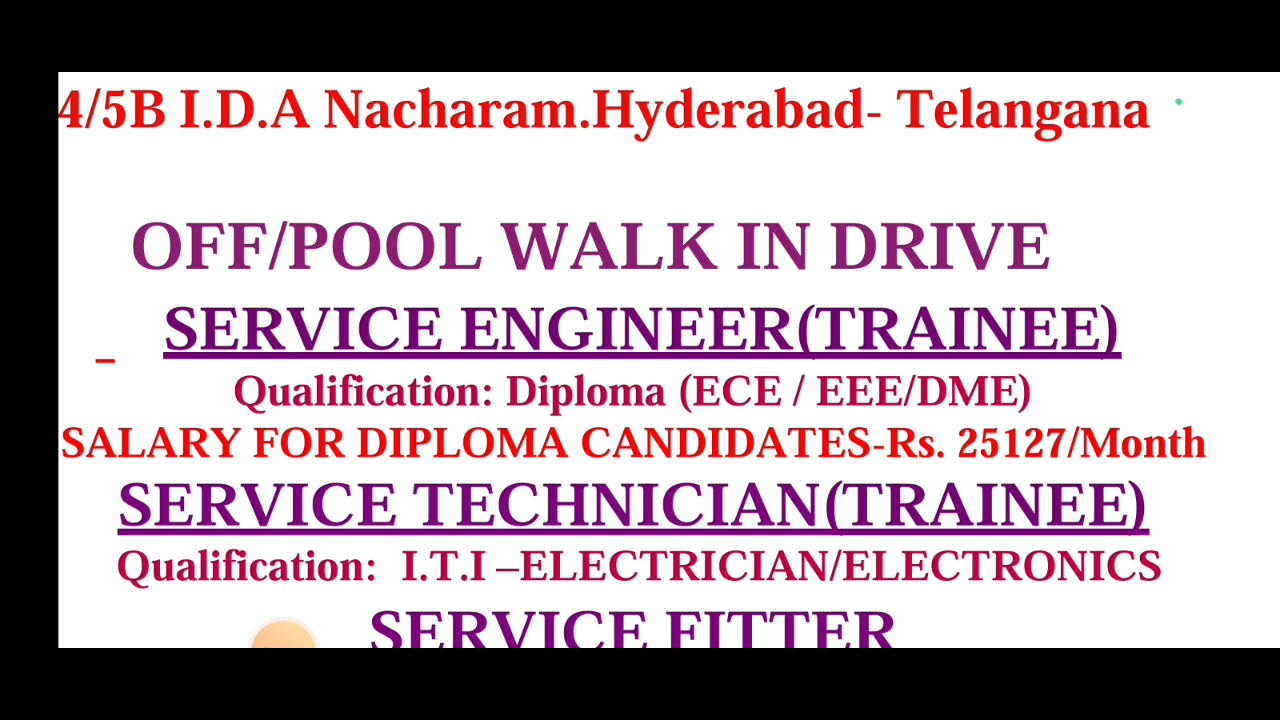 4/5B I.D.A Nacharam.Hyderabad- Telangana
OFF/POOL WALK IN DRIVE
SERVICE ENGINEER(TRAINEE)
–
Qualification: Diploma (ECE / EEE/DME)
SALARY FOR DIPLOMA CANDIDATES-Rs. 25127/Month
SERVICE TECHNICIAN(TRAINEE)
Qualification: I.T.I –ELECTRICIAN/ELECTRONICS
SERVICE FITTER